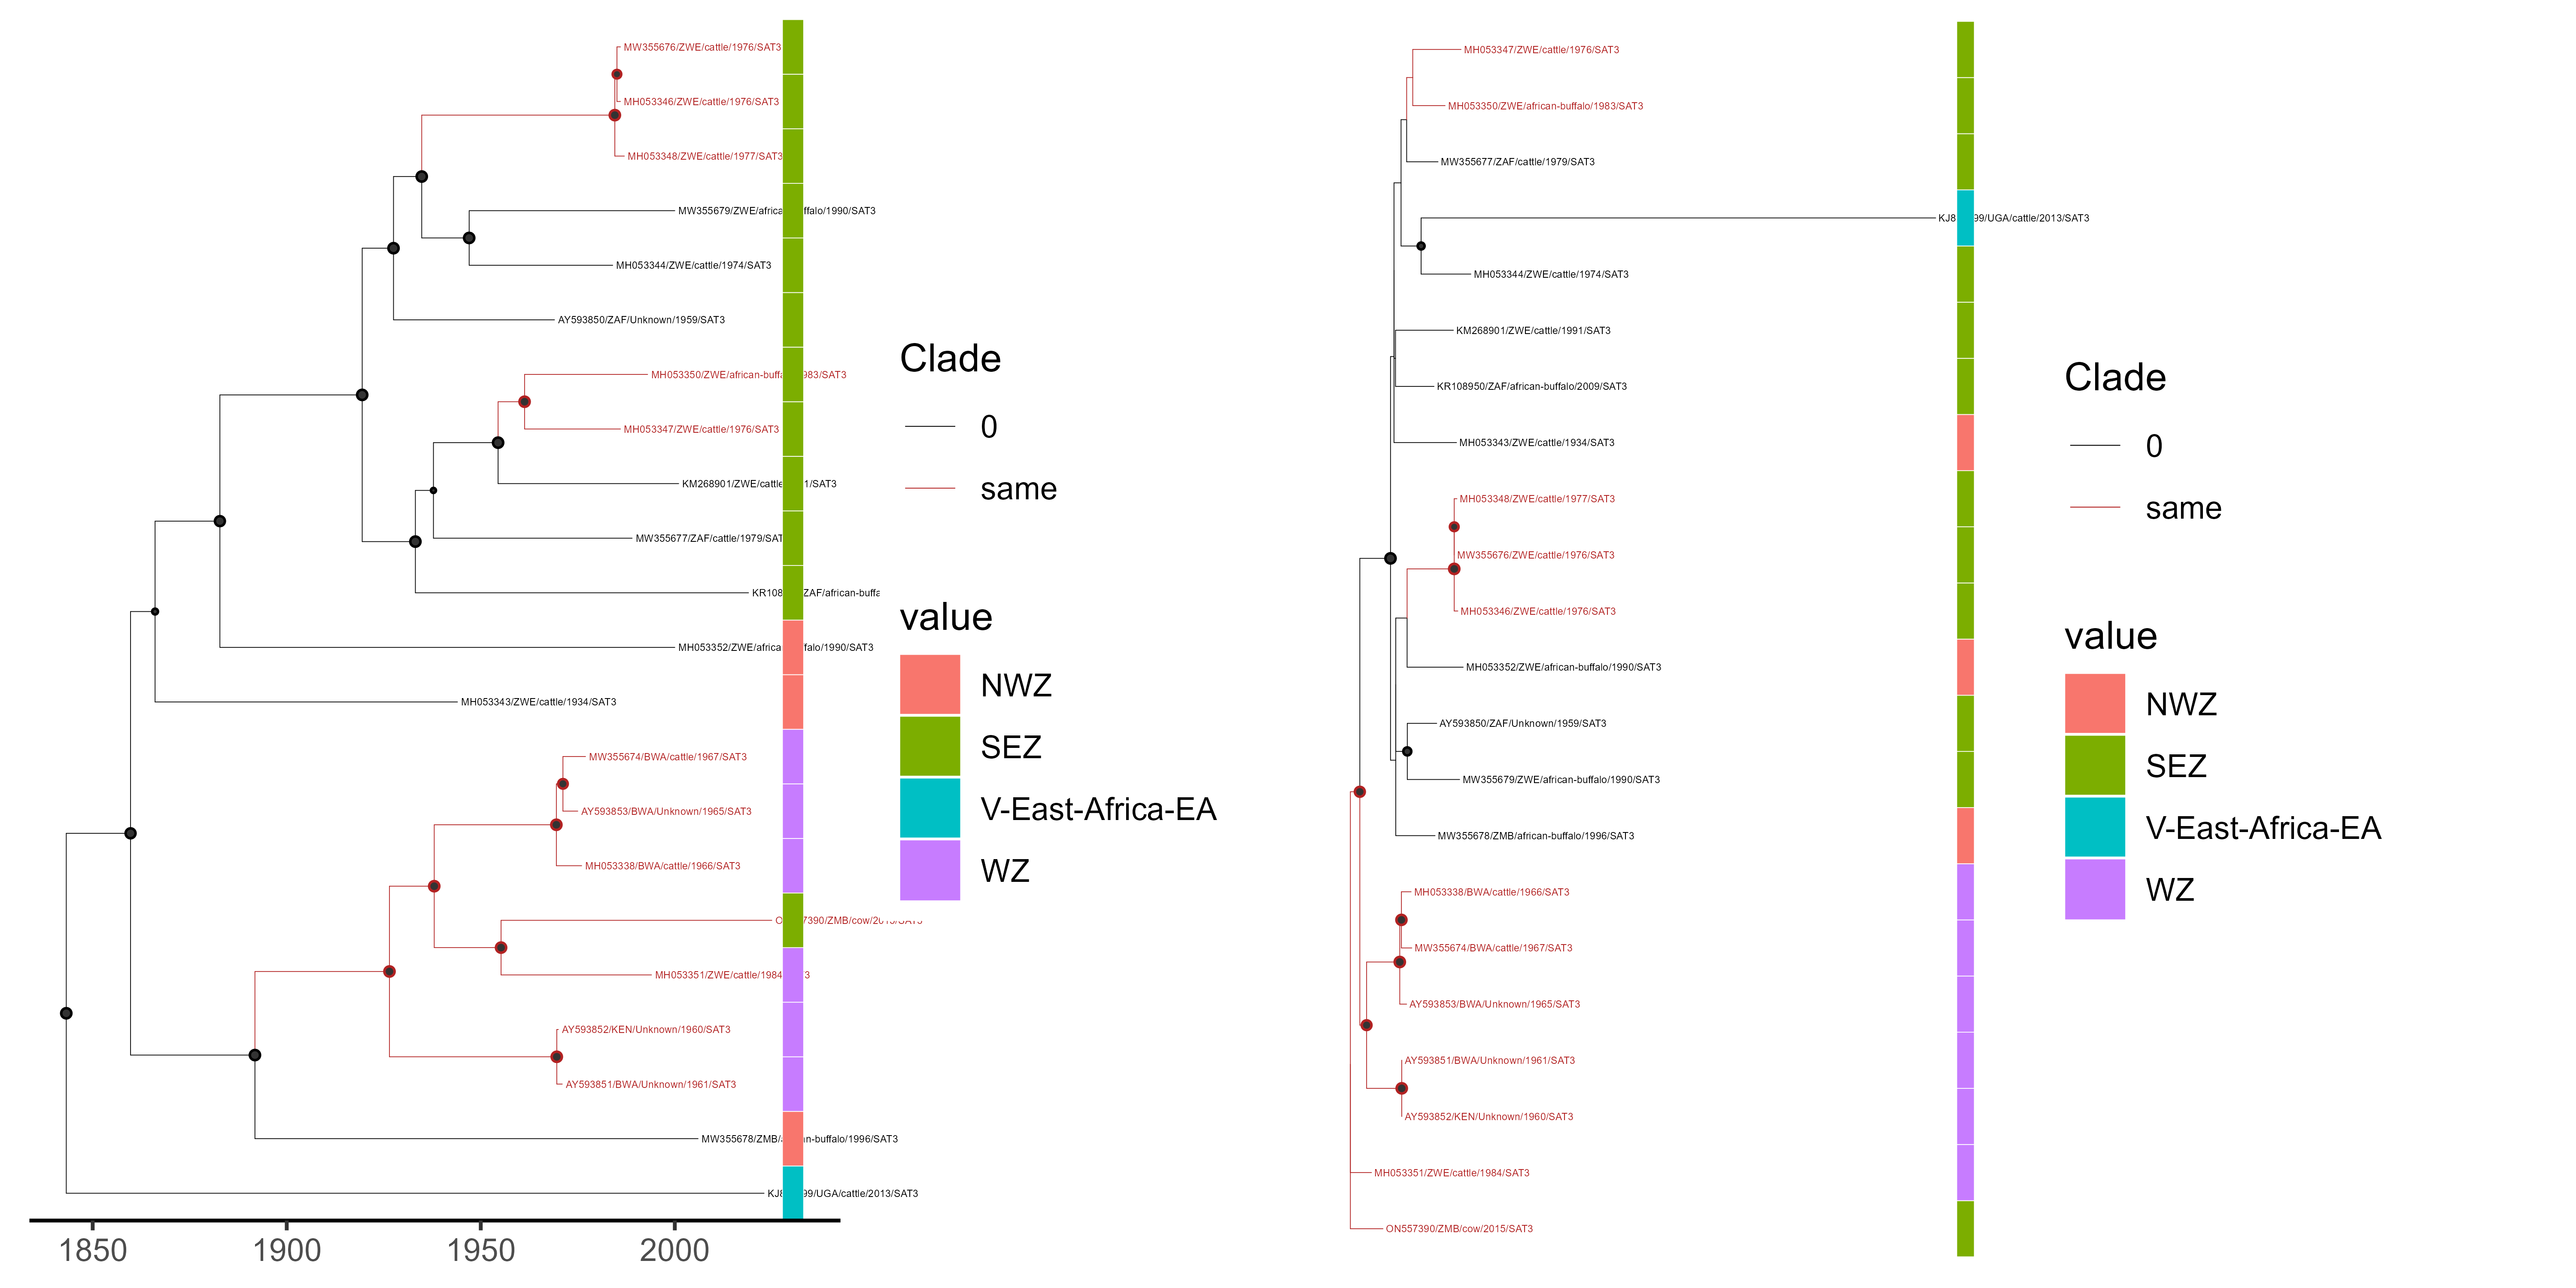 MW355676/ZWE/cattle/1976/SAT3
MH053346/ZWE/cattle/1976/SAT3
MH053348/ZWE/cattle/1977/SAT3
MW355679/ZWE/africa ffalo/1990/SAT3
MH053344/ZWE/cattle/1974/SAT3
AY593850/ZAF/Unknown/1959/SAT3
MH053350/ZWE/african-buffa 983/SAT3
MH053347/ZWE/cattle/1976/SAT3
KM268901/ZWE/cattle 1/SAT3
MW355677/ZAF/cattle/1979/SAT
KR108 ZAF/african-buffa
MH053352/ZWE/africa falo/1990/SAT3
MH053343/ZWE/cattle/1934/SAT3
MW355674/BWA/cattle/1967/SAT3
AY593853/BWA/Unknown/1965/SAT3
MH053338/BWA/cattle/1966/SAT3
O 7390/ZMB/cow/2015/SAT3
MH053351/ZWE/cattle/1984 3
AY593852/KEN/Unknown/1960/SAT3
AY593851/BWA/Unknown/1961/SAT3
MW355678/ZMB/ n-buffalo/1996/SAT3
KJ8 99/UGA/cattle/2013/SAT3
1850 1900 1950 2000
Clade
0
same
value
NWZ
SEZ
V-East-Africa-EA
WZ
MH053347/ZWE/cattle/1976/SAT3
MH053350/ZWE/african-buffalo/1983/SAT3
MW355677/ZAF/cattle/1979/SAT3
KJ8 99/UGA/cattle/2013/SAT3
MH053344/ZWE/cattle/1974/SAT3
KM268901/ZWE/cattle/1991/SAT3
KR108950/ZAF/african-buffalo/2009/SAT3
MH053343/ZWE/cattle/1934/SAT3
MH053348/ZWE/cattle/1977/SAT3
MW355676/ZWE/cattle/1976/SAT3
MH053346/ZWE/cattle/1976/SAT3
MH053352/ZWE/african-buffalo/1990/SAT3
AY593850/ZAF/Unknown/1959/SAT3
MW355679/ZWE/african-buffalo/1990/SAT3
MW355678/ZMB/african-buffalo/1996/SAT3
MH053338/BWA/cattle/1966/SAT3
MW355674/BWA/cattle/1967/SAT3
AY593853/BWA/Unknown/1965/SAT3
AY593851/BWA/Unknown/1961/SAT3
AY593852/KEN/Unknown/1960/SAT3
MH053351/ZWE/cattle/1984/SAT3
ON557390/ZMB/cow/2015/SAT3
Clade
0
same
value
NWZ
SEZ
V-East-Africa-EA
WZ